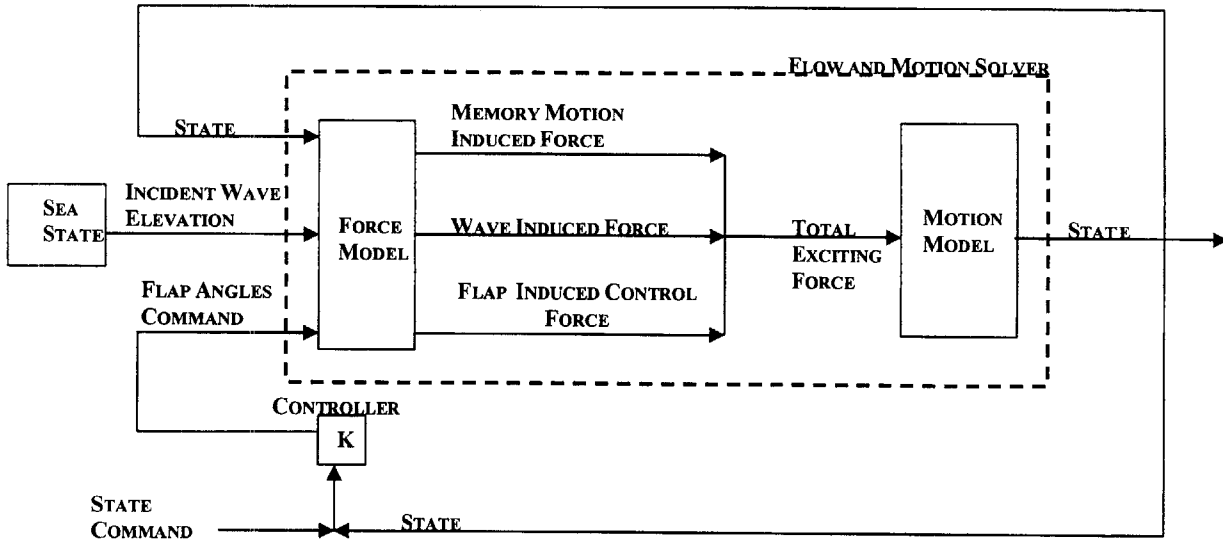 FLOW AND MOTION SOLVER
MEMORY MOTION
INDUCED FORCE
STATE
INCIDENT WAVE
ELEVATION
SEA
STATE
FORCE
MODEL
WAVE INDUCED FORCE
TOTAL
EXCITING
FORCE
MOTION
MODEL
STATE
FLAP ANGLES
COMMAND
FLAP INDUCED CONTROL
FORCE
CONTROLLER
K
STATE
COMMAND
STATE